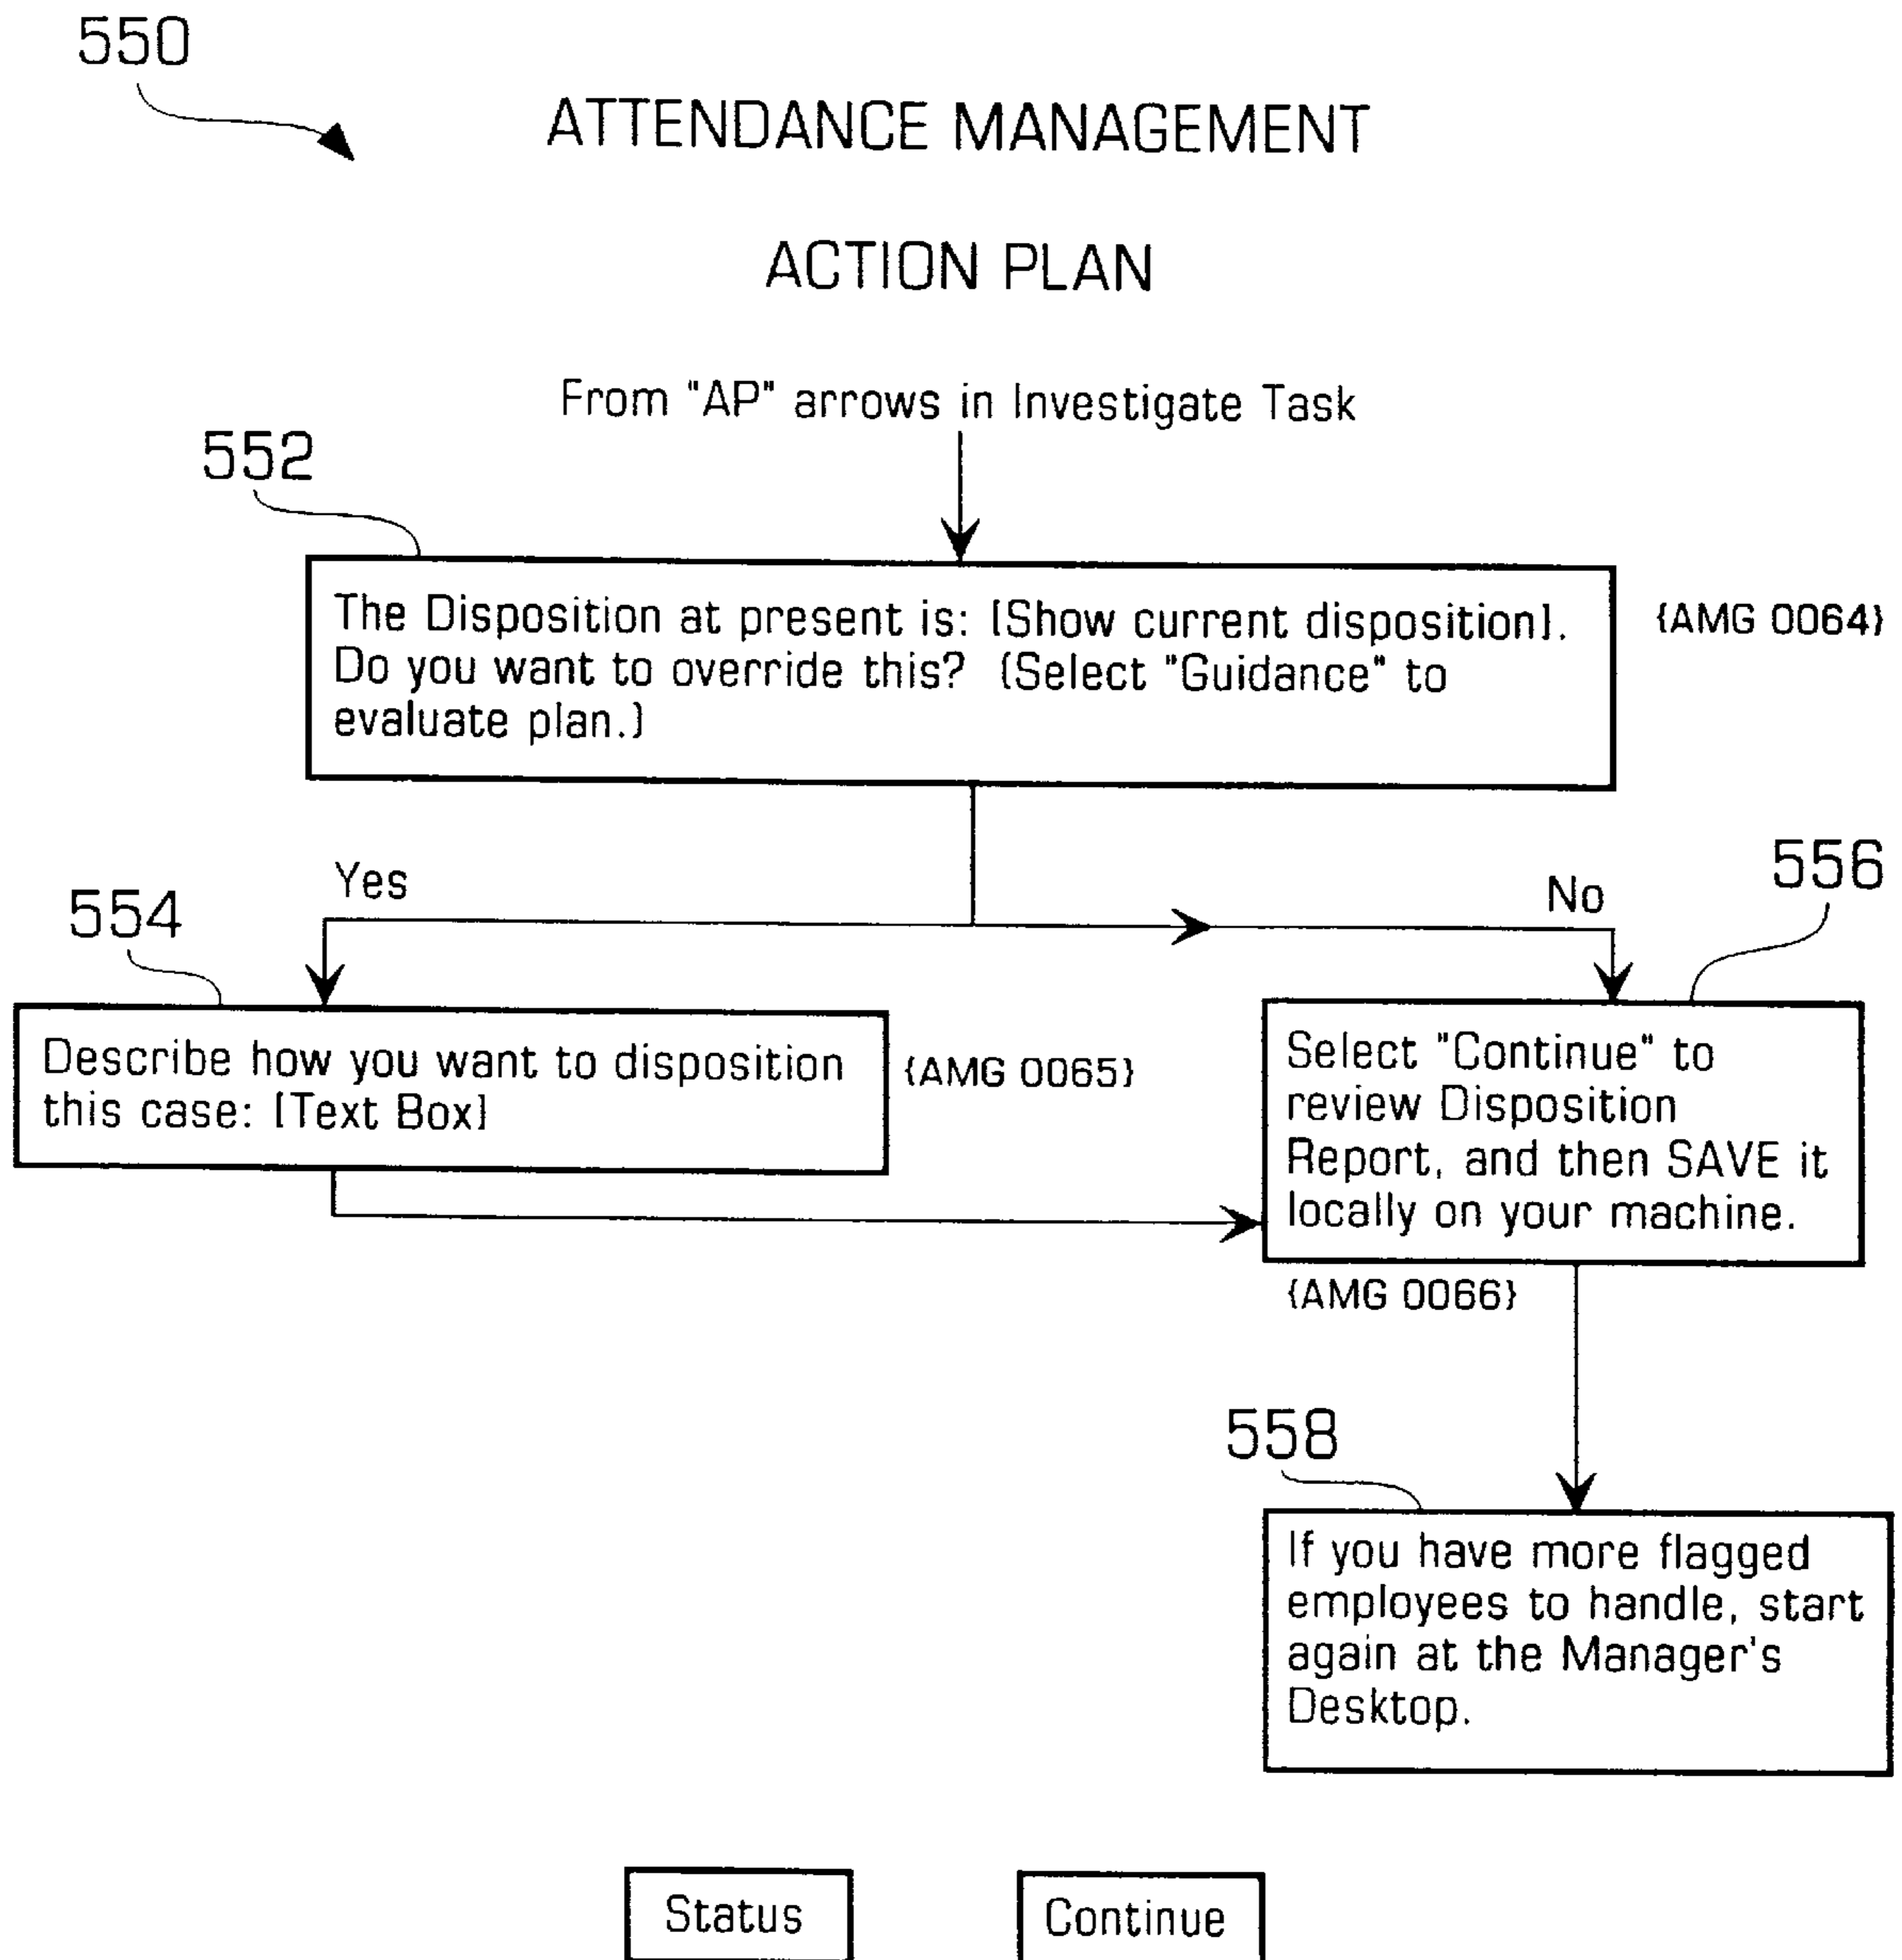 550
ATTENDANCE MANAGEMENT
ACTION PLAN
From "AP" arrows in Investigate Task
552
The Disposition at present is: [Show current disposition].
Do you want to override this? (Select "Guidance" to
evaluate plan.)
{AMG 0064}
Yes
No
554
556
Describe how you want to disposition
this case: [Text Box]
{AMG 0065}
Select "Continue" to
review Disposition
Report, and then SAVE it
locally on your machine.
{AMG 0066}
558
If you have more flagged
employees to handle, start
again at the Manager's
Desktop.
Status
Continue